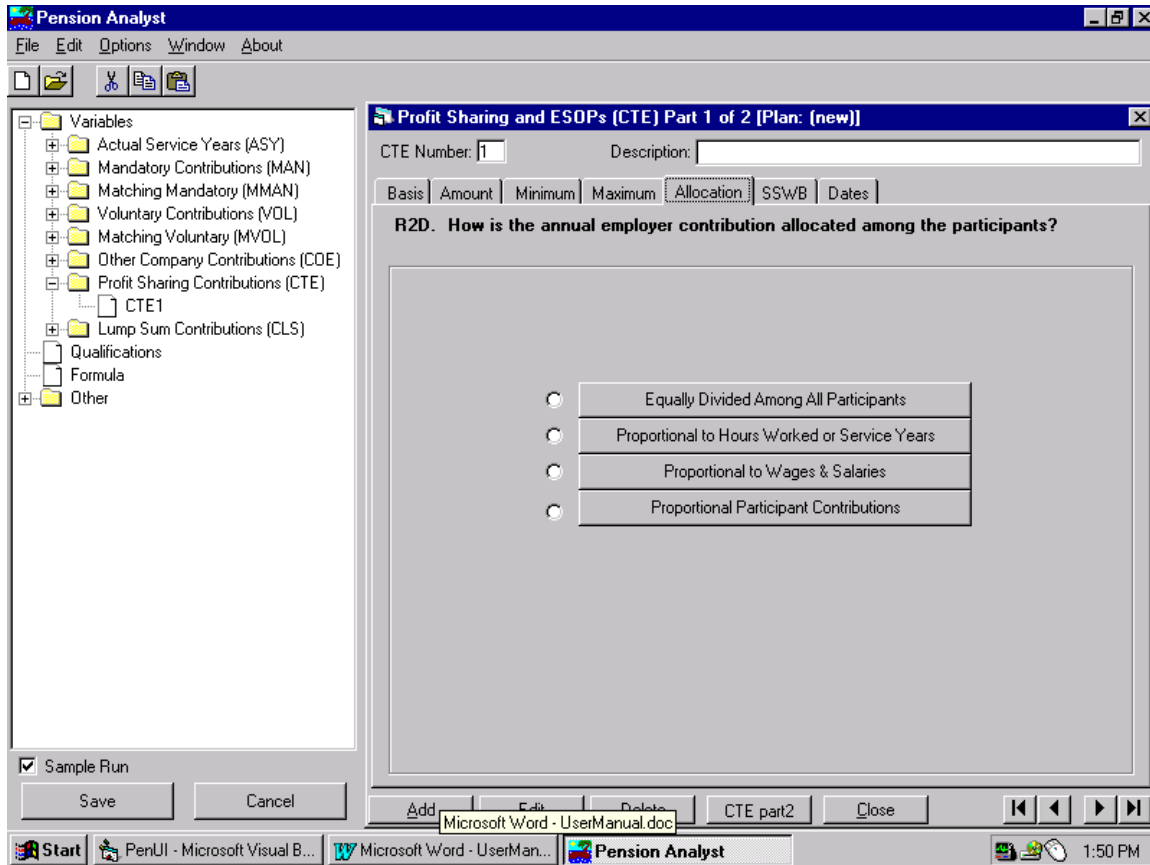 Pension Analyst
File Edit Options Window About
Variables
Actual Service Years (ASY)
Mandatory Contributions (MAN)
Matching Mandatory (MMAN)
Voluntary Contributions (VOL)
Matching Voluntary (MVOL)
Other Company Contributions (COE)
Profit Sharing Contributions (CTE)
CTE1
Lump Sum Contributions (CLS)
Qualifications
Formula
Other
Sample Run
Save Cancel
Profit Sharing and ESOPs (CTE) Part 1 of 2 [Plan: (new)]
CTE Number: 1 Description:
Basis Amount Minimum Maximum Allocation SSWB Dates
R2D. How is the annual employer contribution allocated among the participants?
Equally Divided Among All Participants
Proportional to Hours Worked or Service Years
Proportional to Wages & Salaries
Proportional Participant Contributions
Add Edit Delete CTE part2 Close
Microsoft Word - UserManual.doc
Start PenUI - Microsoft Visual B... Microsoft Word - UserMan... Pension Analyst 1:50 PM